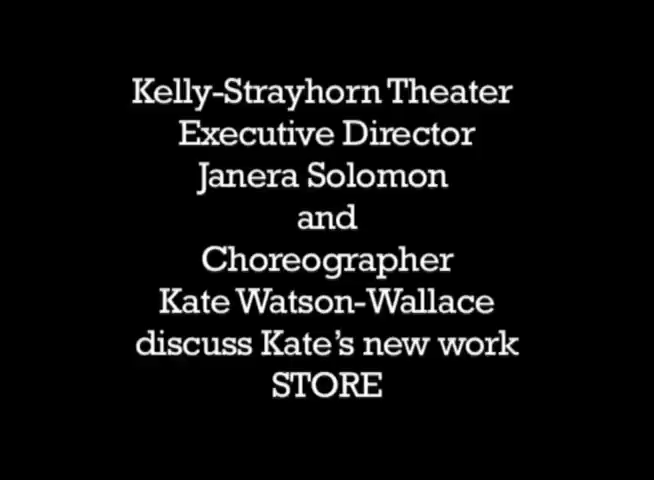 Kelly-Strayhorn Theater
Executive Director
Janera Solomon
and
Choreographer
Kate Watson-Wallace
discuss Kate’s new work
STORE